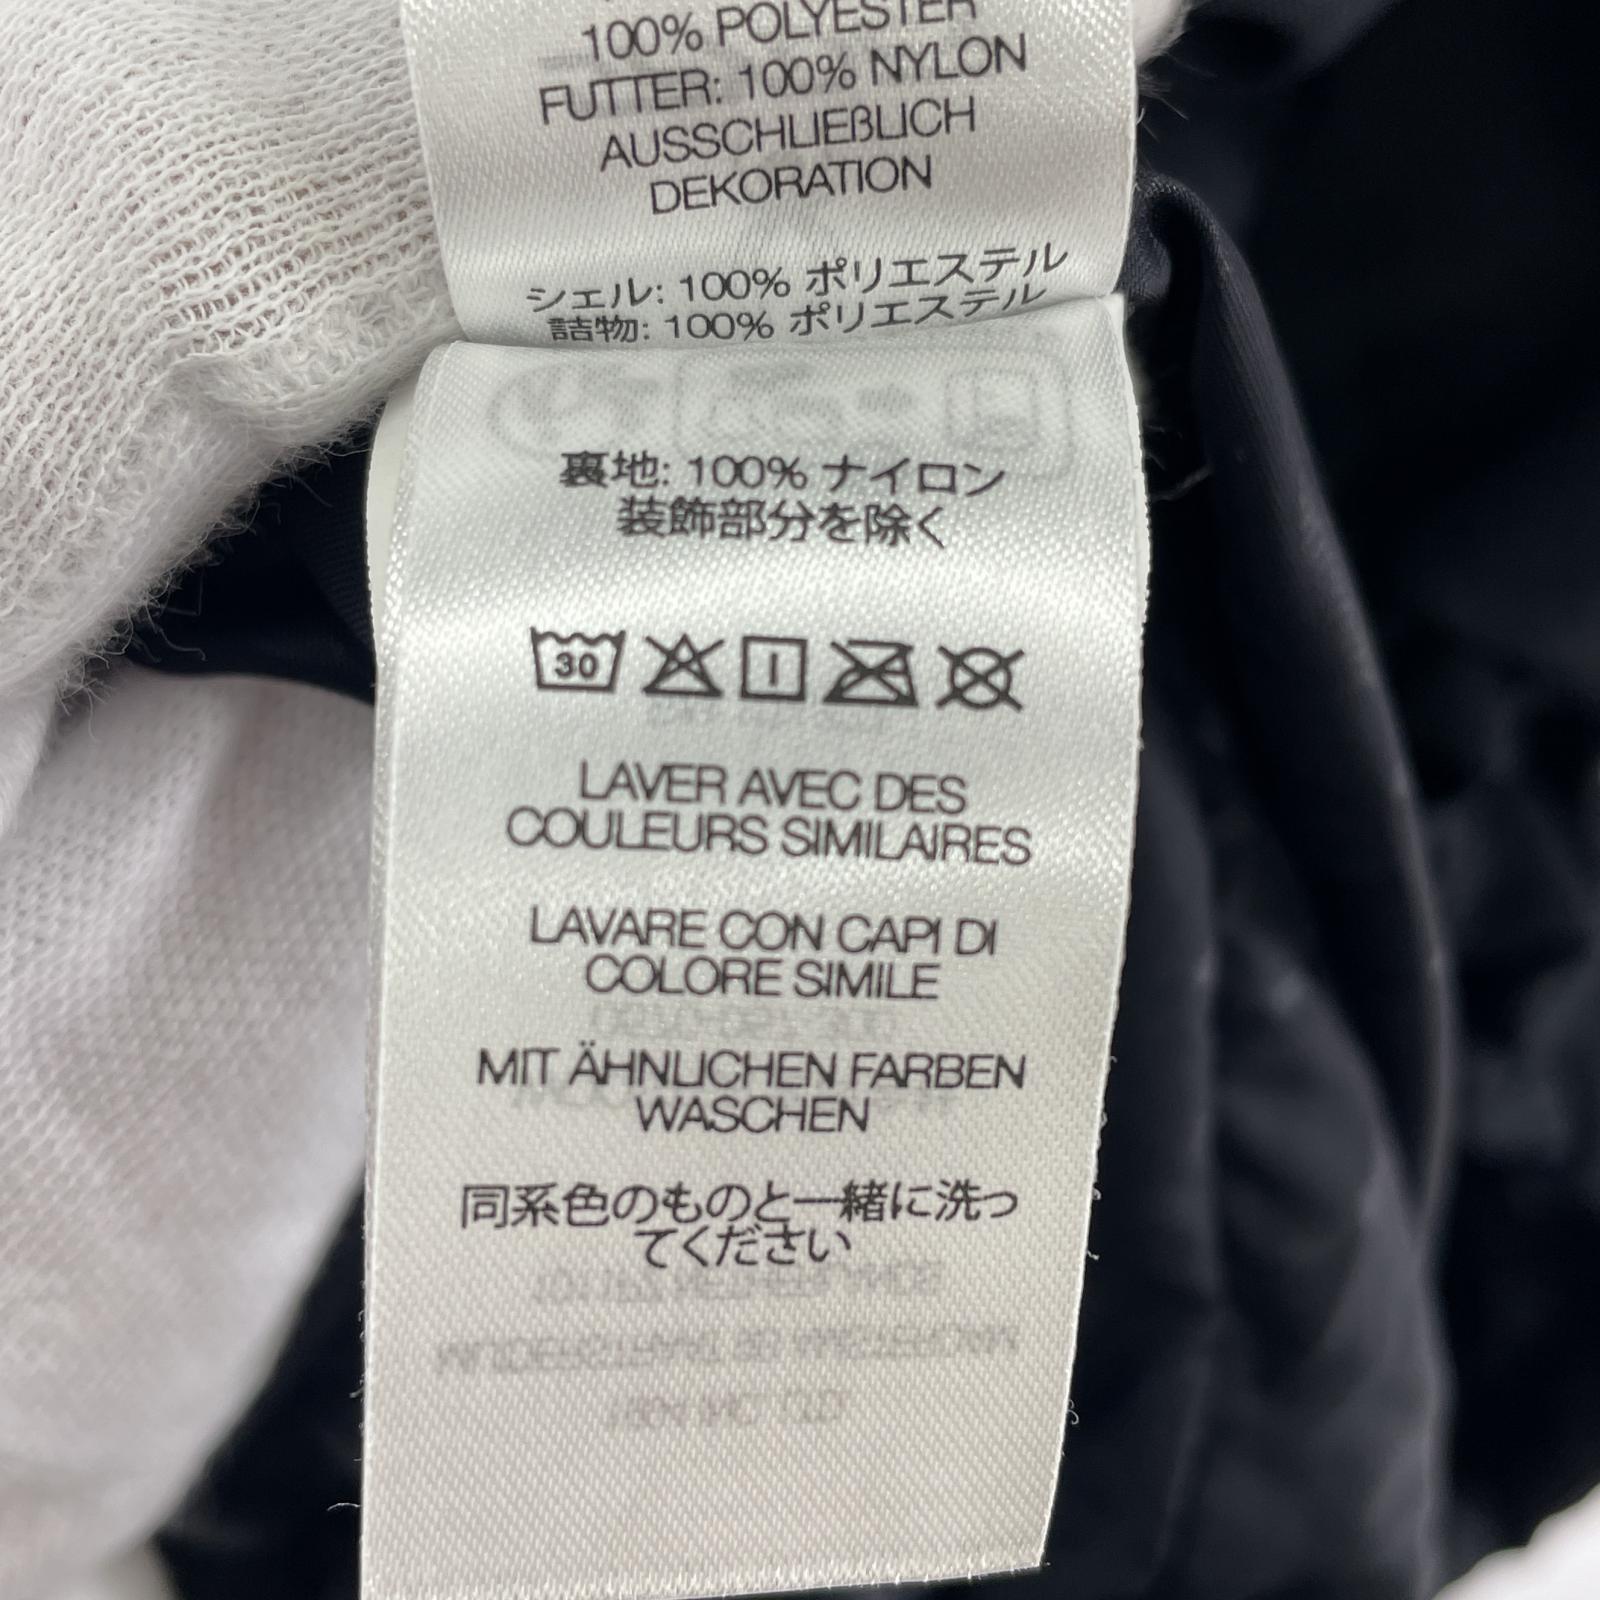 100% POLYESTER
FUTTER: 100% NYLON
AUSSCHLIEßLICH
DEKORATION
シェル: 100% ポリエステル
詰物: 100% ポリエステル
裏地: 100% ナイロン
装飾部分を除く
30
LAVER AVEC DES
COULEURS SIMILAIRES
LAVARE CON CAPI DI
COLORE SIMILE
MIT ÄHNLICHEN FARBEN
WASCHEN
同系色のものと一緒に洗っ
てください